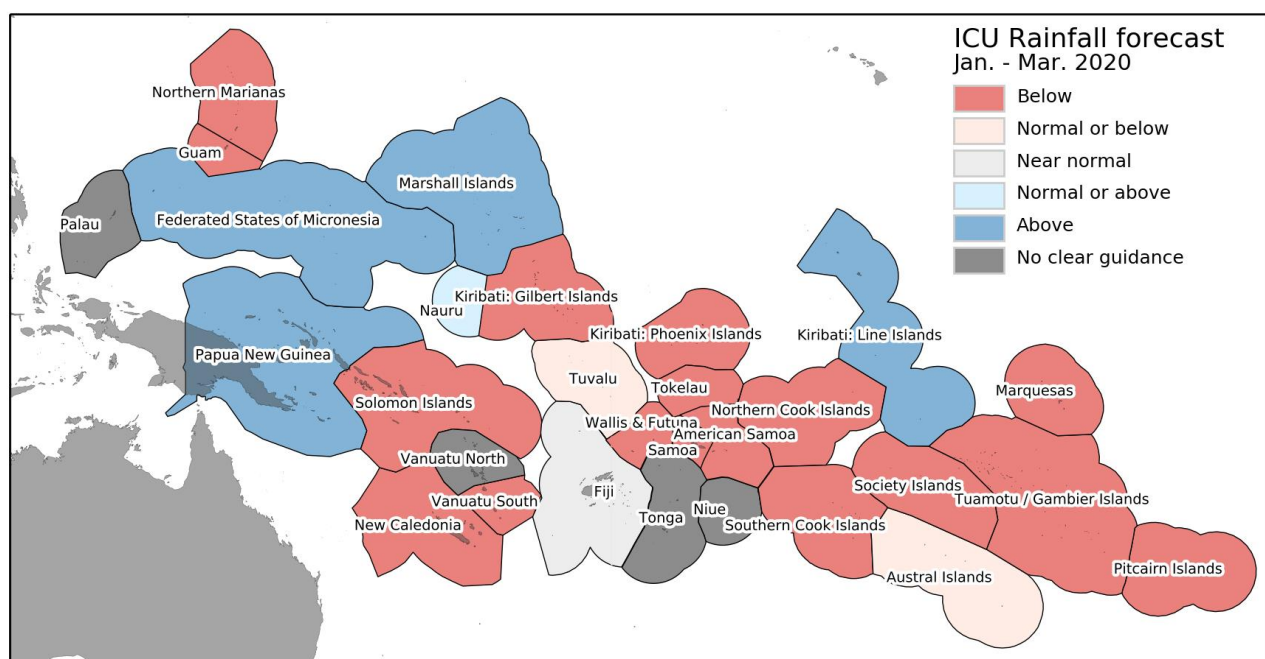 ICU Rainfall forecast
Jan. - Mar. 2020
Below
Normal or below
Near normal
Normal or above
Above
No clear guidance
Northern Marianas
Guam
Marshall Islands
Palau
Federated States of Micronesia
Nauru
Kiribati: Gilbert Islands
Kiribati: Phoenix Islands
Kiribati: Line Islands
Papua New Guinea
Tuvalu
Tokelau
Marquesas
Solomon Islands
Northern Cook Islands
Wallis & Futuna
American Samoa
Samoa
Vanuatu North
Society Islands
Fiji
Vanuatu South
Tuamotu / Gambier Islands
Niue
Tonga
New Caledonia
Southern Cook Islands
Pitcairn Islands
Austral Islands